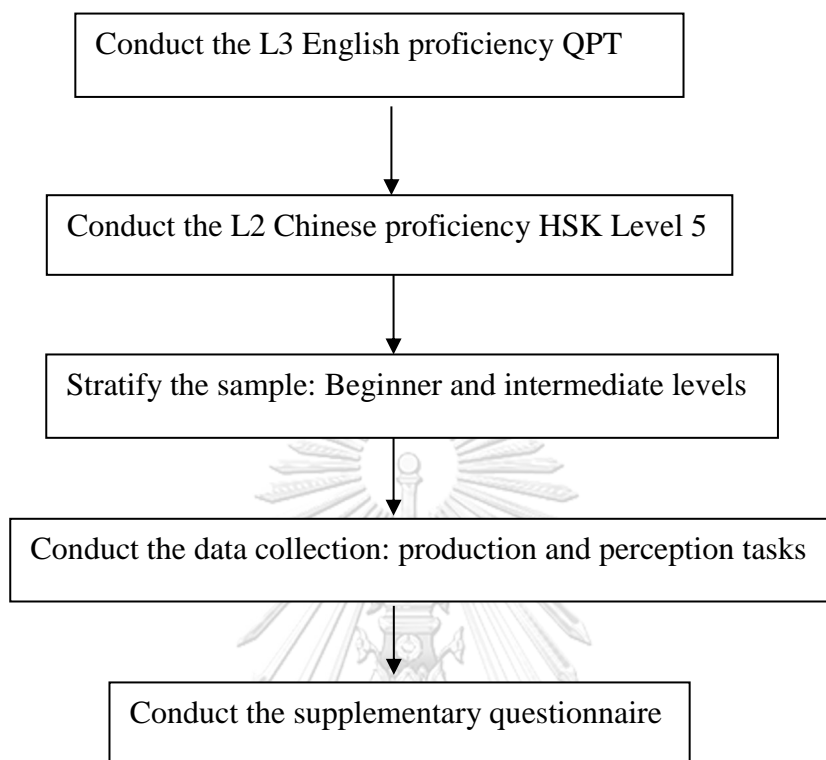 Conduct the L3 English proficiency QPT
Conduct the L2 Chinese proficiency HSK Level 5
Stratify the sample: Beginner and intermediate levels
Conduct the data collection: production and perception tasks
Conduct the supplementary questionnaire